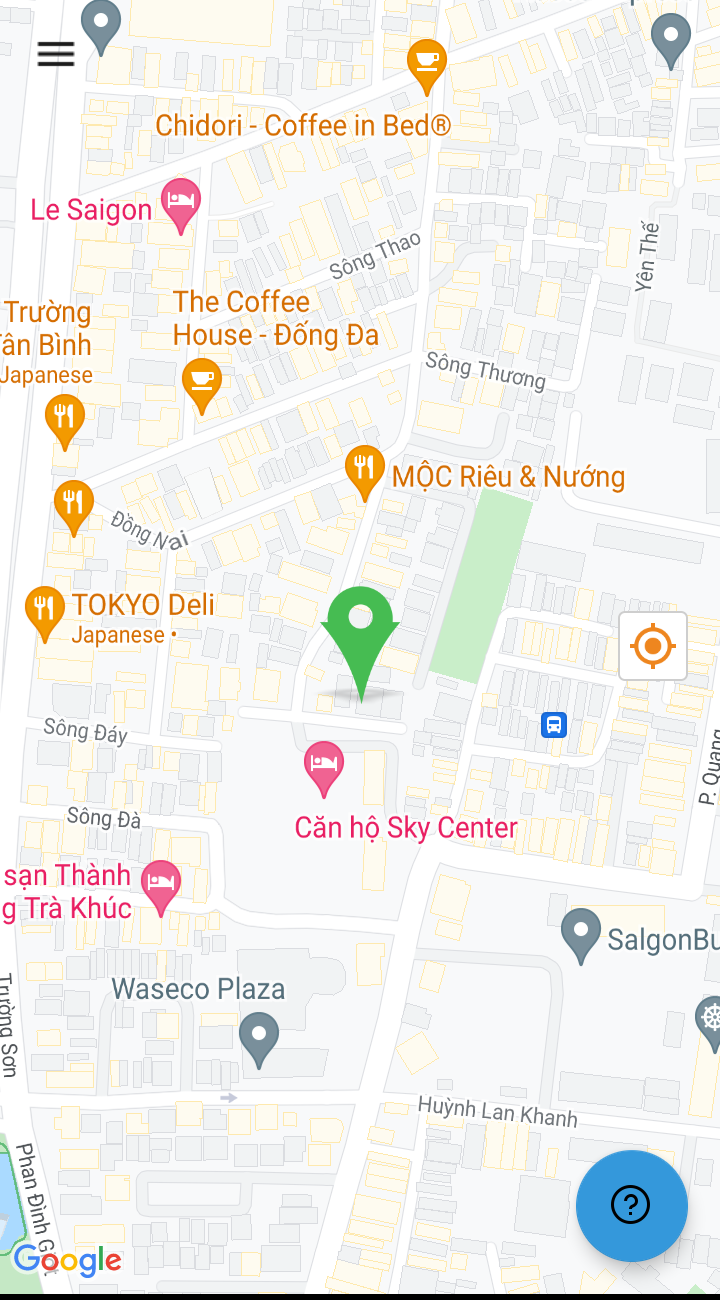 Chidori - Coffee in Bed®
Le Saigon
Sông Thao
Yên Thế
The Coffee
House - Đống Đa
Trường
Tân Bình
Japanese
Sông Thương
MỘC Riêu & Nướng
Đồng Nai
TOKYO Deli
Japanese •
Sông Đáy
P. Quang
Căn hộ Sky Center
Sông Đà
sạn Thành
g Trà Khúc
SaIgonBu
Waseco Plaza
Trường Sơn
Huỳnh Lan Khanh
Phan Đình
Google